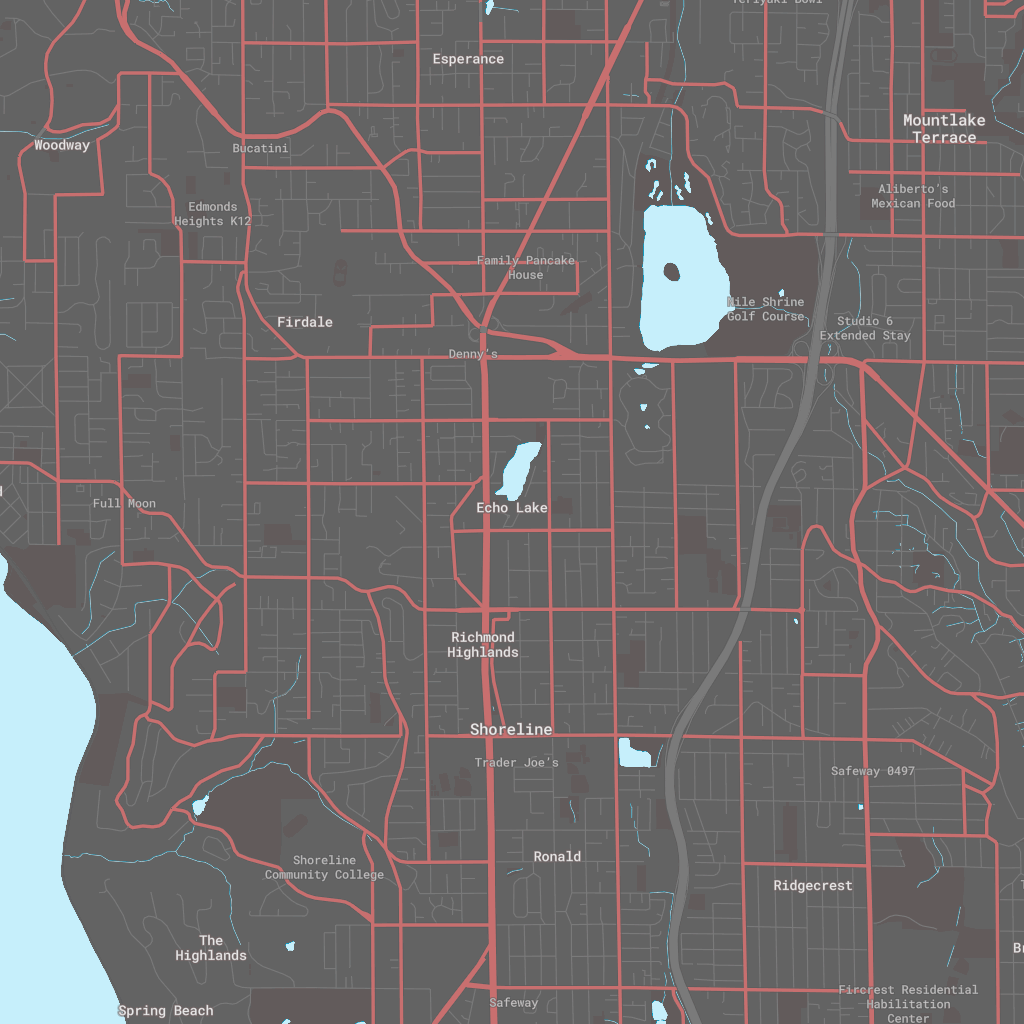 Teriyaki Bowl
Esperance
Mountlake
Terrace
Woodway
Bucatini
Aliberto's
Mexican Food
Edmonds
Heights K12
Family Pancake
House
Nile Shrine
Golf Course
Firdale
Studio 6
Extended Stay
Denny's
Full Moon
Echo Lake
Richmond
Highlands
Shoreline
Trader Joe's
Safeway 0497
Ronald
Shoreline
Community College
Ridgecrest
The
Highlands
Safeway
Spring Beach
Fircrest Residential
Habilitation
Center